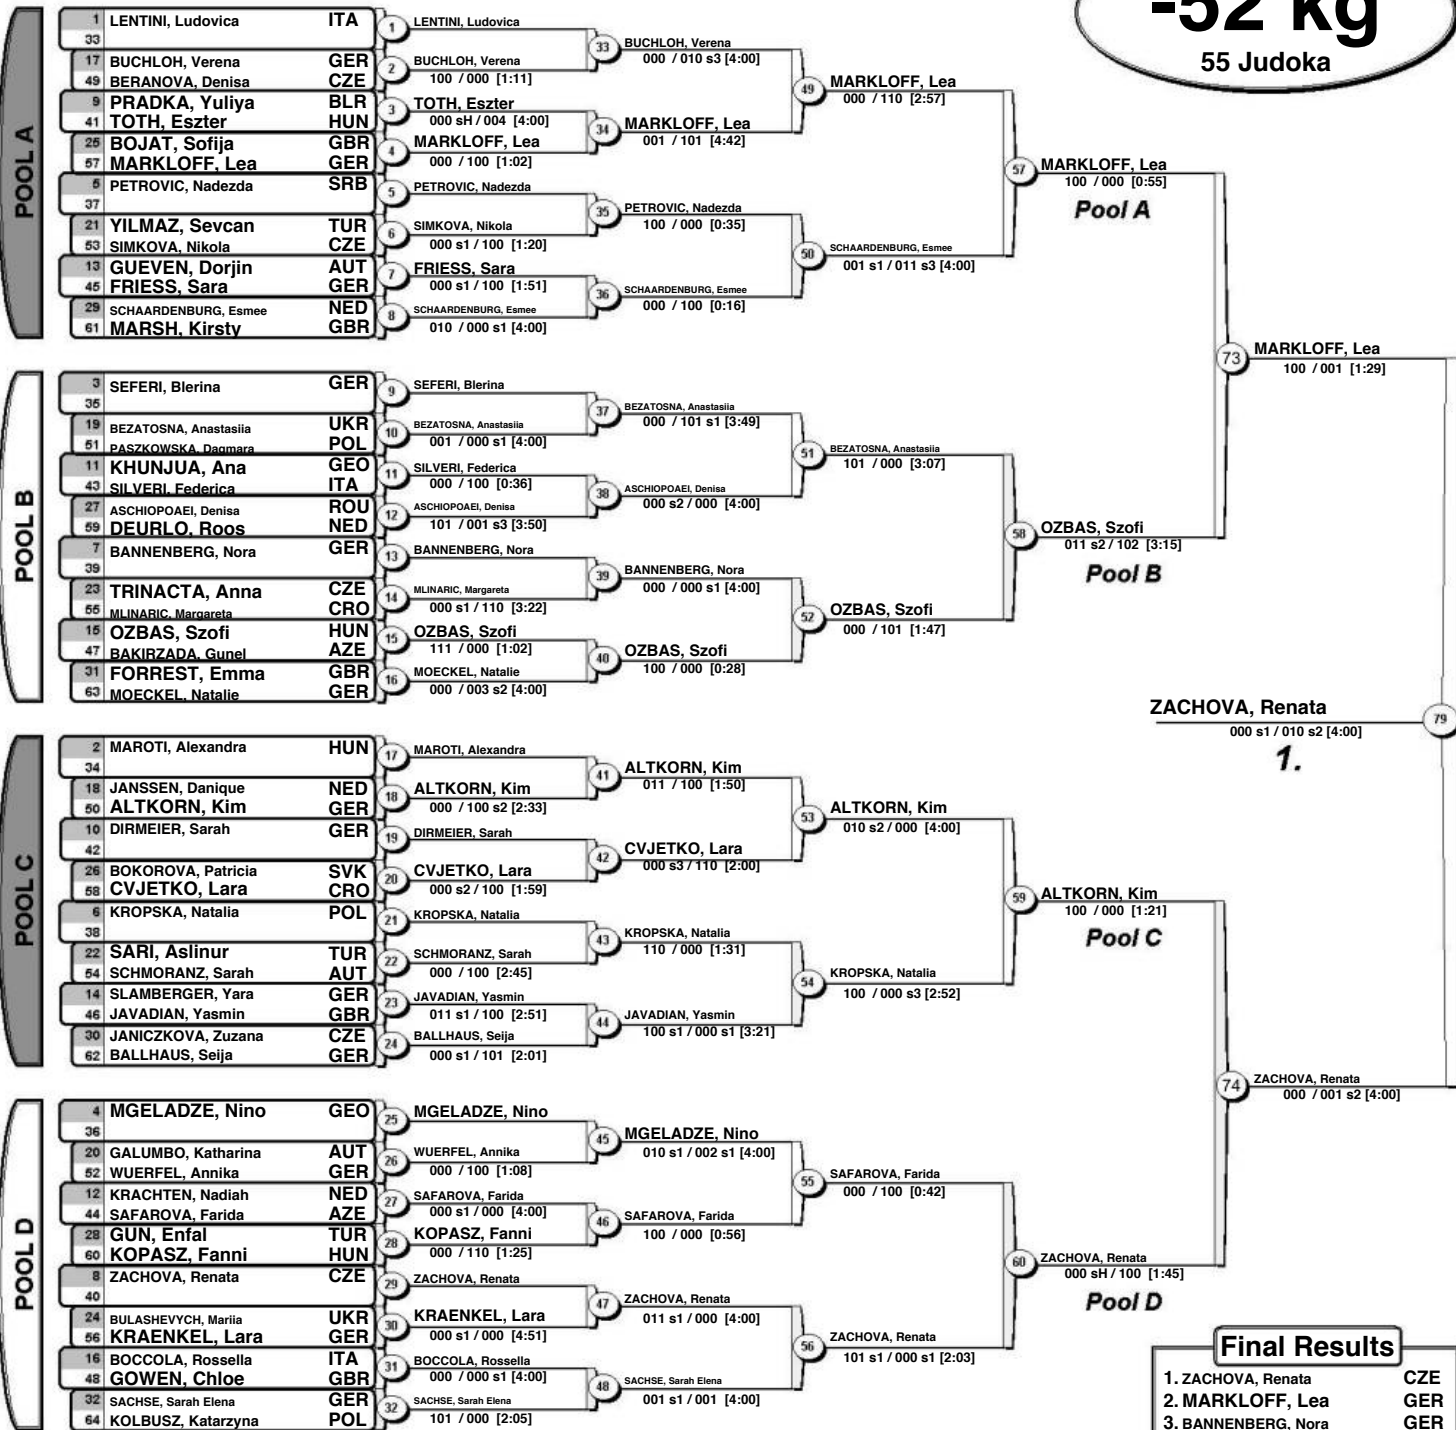 -52 kg
55 Judoka
POOL A
1 LENTINI, Ludovica ITA
33
17 BUCHLOH, Verena GER
49 BERANOVA, Denisa CZE
9 PRADKA, Yuliya BLR
41 TOTH, Eszter HUN
25 BOJAT, Sofija GBR
57 MARKLOFF, Lea GER
5 PETROVIC, Nadezda SRB
37
21 YILMAZ, Sevcan TUR
53 SIMKOVA, Nikola CZE
13 GUEVEN, Dorjin AUT
45 FRIESS, Sara GER
29 SCHAARDENBURG, Esmee NED
61 MARSH, Kirsty GBR
1 LENTINI, Ludovica
2 BUCHLOH, Verena
100 / 000 [1:11]
3 TOTH, Eszter
000 sH / 004 [4:00]
4 MARKLOFF, Lea
000 / 100 [1:02]
5 PETROVIC, Nadezda
6 SIMKOVA, Nikola
000 s1 / 100 [1:20]
7 FRIESS, Sara
000 s1 / 100 [1:51]
8 SCHAARDENBURG, Esmee
010 / 000 s1 [4:00]
33 BUCHLOH, Verena
000 / 010 s3 [4:00]
34 MARKLOFF, Lea
001 / 101 [4:42]
35 PETROVIC, Nadezda
100 / 000 [0:35]
36 SCHAARDENBURG, Esmee
000 / 100 [0:16]
49 MARKLOFF, Lea
000 / 110 [2:57]
50 SCHAARDENBURG, Esmee
001 s1 / 011 s3 [4:00]
57 MARKLOFF, Lea
100 / 000 [0:55]
Pool A
POOL B
3 SEFERI, Blerina GER
35
19 BEZATOSNA, Anastasiia UKR
51 PASZKOWSKA, Dagmara POL
11 KHUNJUA, Ana GEO
43 SILVERI, Federica ITA
27 ASCHIOPOAEI, Denisa ROU
59 DEURLO, Roos NED
7 BANNENBERG, Nora GER
39
23 TRINACTA, Anna CZE
55 MLINARIC, Margareta CRO
15 OZBAS, Szofi HUN
47 BAKIRZADA, Gunel AZE
31 FORREST, Emma GBR
63 MOECKEL, Natalie GER
9 SEFERI, Blerina
10 BEZATOSNA, Anastasiia
001 / 000 s1 [4:00]
11 SILVERI, Federica
000 / 100 [0:36]
12 ASCHIOPOAEI, Denisa
101 / 001 s3 [3:50]
13 BANNENBERG, Nora
14 MLINARIC, Margareta
000 s1 / 110 [3:22]
15 OZBAS, Szofi
111 / 000 [1:02]
16 MOECKEL, Natalie
000 / 003 s2 [4:00]
37 BEZATOSNA, Anastasiia
000 / 101 s1 [3:49]
38 ASCHIOPOAEI, Denisa
000 s2 / 000 [4:00]
39 BANNENBERG, Nora
000 / 000 s1 [4:00]
40 OZBAS, Szofi
100 / 000 [0:28]
51 BEZATOSNA, Anastasiia
101 / 000 [3:07]
52 OZBAS, Szofi
000 / 101 [1:47]
58 OZBAS, Szofi
011 s2 / 102 [3:15]
Pool B
73 MARKLOFF, Lea
100 / 001 [1:29]
POOL C
2 MAROTI, Alexandra HUN
34
18 JANSSEN, Danique NED
50 ALTKORN, Kim GER
10 DIRMEIER, Sarah GER
42
26 BOKOROVA, Patricia SVK
58 CVJETKO, Lara CRO
6 KROPSKA, Natalia POL
38
22 SARI, Aslinur TUR
54 SCHMORANZ, Sarah AUT
14 SLAMBERGER, Yara GER
46 JAVADIAN, Yasmin GBR
30 JANICZKOVA, Zuzana CZE
62 BALLHAUS, Seija GER
17 MAROTI, Alexandra
18 ALTKORN, Kim
000 / 100 s2 [2:33]
19 DIRMEIER, Sarah
20 CVJETKO, Lara
000 s2 / 100 [1:59]
21 KROPSKA, Natalia
22 SCHMORANZ, Sarah
000 / 100 [2:45]
23 JAVADIAN, Yasmin
011 s1 / 100 [2:51]
24 BALLHAUS, Seija
000 s1 / 101 [2:01]
41 ALTKORN, Kim
011 / 100 [1:50]
42 CVJETKO, Lara
000 s3 / 110 [2:00]
43 KROPSKA, Natalia
110 / 000 [1:31]
44 JAVADIAN, Yasmin
100 s1 / 000 s1 [3:21]
53 ALTKORN, Kim
010 s2 / 000 [4:00]
54 KROPSKA, Natalia
100 / 000 s3 [2:52]
59 ALTKORN, Kim
100 / 000 [1:21]
Pool C
ZACHOVA, Renata 79
000 s1 / 010 s2 [4:00]
1.
POOL D
4 MGELADZE, Nino GEO
36
20 GALUMBO, Katharina AUT
52 WUERFEL, Annika GER
12 KRACHTEN, Nadiah NED
44 SAFAROVA, Farida AZE
28 GUN, Enfal TUR
60 KOPASZ, Fanni HUN
8 ZACHOVA, Renata CZE
40
24 BULASHEVYCH, Mariia UKR
56 KRAENKEL, Lara GER
16 BOCCOLA, Rossella ITA
48 GOWEN, Chloe GBR
32 SACHSE, Sarah Elena GER
64 KOLBUSZ, Katarzyna POL
25 MGELADZE, Nino
26 WUERFEL, Annika
000 / 100 [1:08]
27 SAFAROVA, Farida
000 s1 / 000 [4:00]
28 KOPASZ, Fanni
000 / 110 [1:25]
29 ZACHOVA, Renata
30 KRAENKEL, Lara
000 s1 / 000 [4:51]
31 BOCCOLA, Rossella
000 / 000 s1 [4:00]
32 SACHSE, Sarah Elena
101 / 000 [2:05]
45 MGELADZE, Nino
010 s1 / 002 s1 [4:00]
46 SAFAROVA, Farida
100 / 000 [0:56]
47 ZACHOVA, Renata
011 s1 / 000 [4:00]
48 SACHSE, Sarah Elena
001 s1 / 001 [4:00]
55 SAFAROVA, Farida
000 / 100 [0:42]
56 ZACHOVA, Renata
101 s1 / 000 s1 [2:03]
60 ZACHOVA, Renata
000 sH / 100 [1:45]
Pool D
74 ZACHOVA, Renata
000 / 001 s2 [4:00]
Final Results
1. ZACHOVA, Renata CZE
2. MARKLOFF, Lea GER
3. BANNENBERG, Nora GER